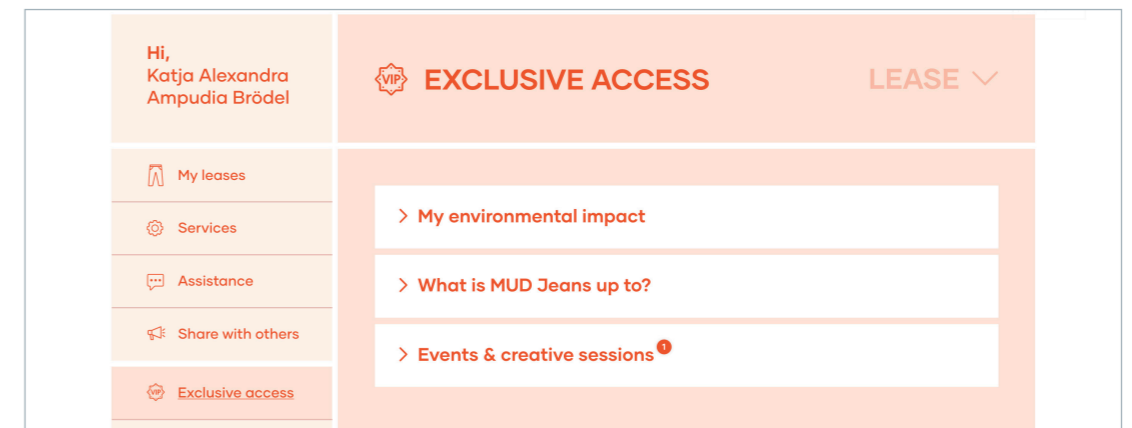 Hi,
Katja Alexandra
Ampudia Brödel
VIP EXCLUSIVE ACCESS
LEASE
My leases
Services
Assistance
Share with others
VIP Exclusive access
My environmental impact
What is MUD Jeans up to?
Events & creative sessions 1